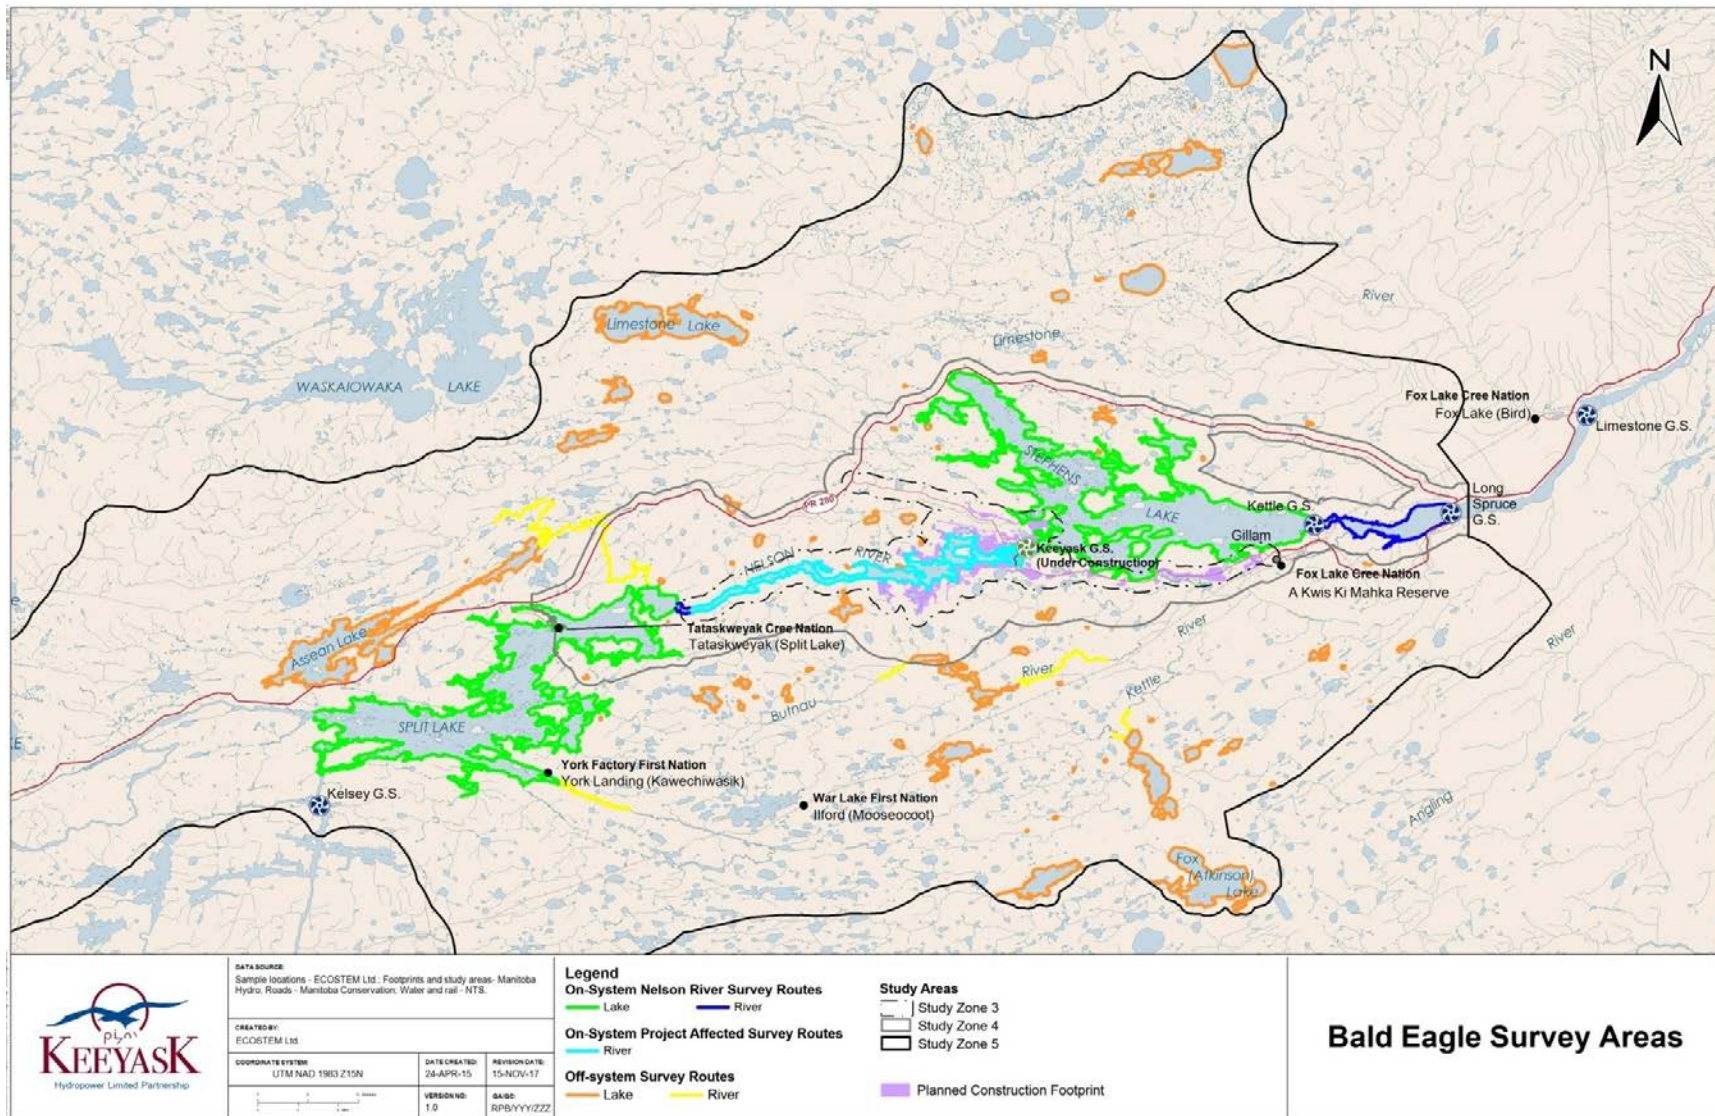 N
River
Limestone Lake
Limestone
WASKAIOWAKA LAKE
Fox Lake Cree Nation
Fox Lake (Bird)
Limestone G.S.
STEPHENS
LAKE
Kettle G.S.
Long
Spruce
G.S.
PR 280
Gillam
NELSON
RIVER
Keeyask G.S.
(Under Construction)
Fox Lake Cree Nation
A Kwis Ki Mahka Reserve
Tataskweyak Cree Nation
Tataskweyak (Split Lake)
Assean Lake
River
River
River
Kettle
Butnau
SPLIT LAKE
York Factory First Nation
York Landing (Kawechiwasik)
Kelsey G.S.
War Lake First Nation
Ilford (Mooseocoot)
Angling
Fox
(Atkinson)
Lake
KEEYASK
Hydropower Limited Partnership
DATA SOURCE:
Sample locations - ECOSTEM Ltd.; Footprints and study areas- Manitoba
Hydro; Roads - Manitoba Conservation; Water and rail - NTS.
CREATED BY:
ECOSTEM Ltd.
COORDINATE SYSTEM:
UTM NAD 1983 Z15N
DATE CREATED:
24-APR-15
REVISION DATE:
15-NOV-17
VERSION NO:
1.0
QA/QC:
RPB/YYY/ZZZ
Legend
On-System Nelson River Survey Routes
Lake River
On-System Project Affected Survey Routes
River
Off-system Survey Routes
Lake River
Study Areas
Study Zone 3
Study Zone 4
Study Zone 5
Planned Construction Footprint
Bald Eagle Survey Areas